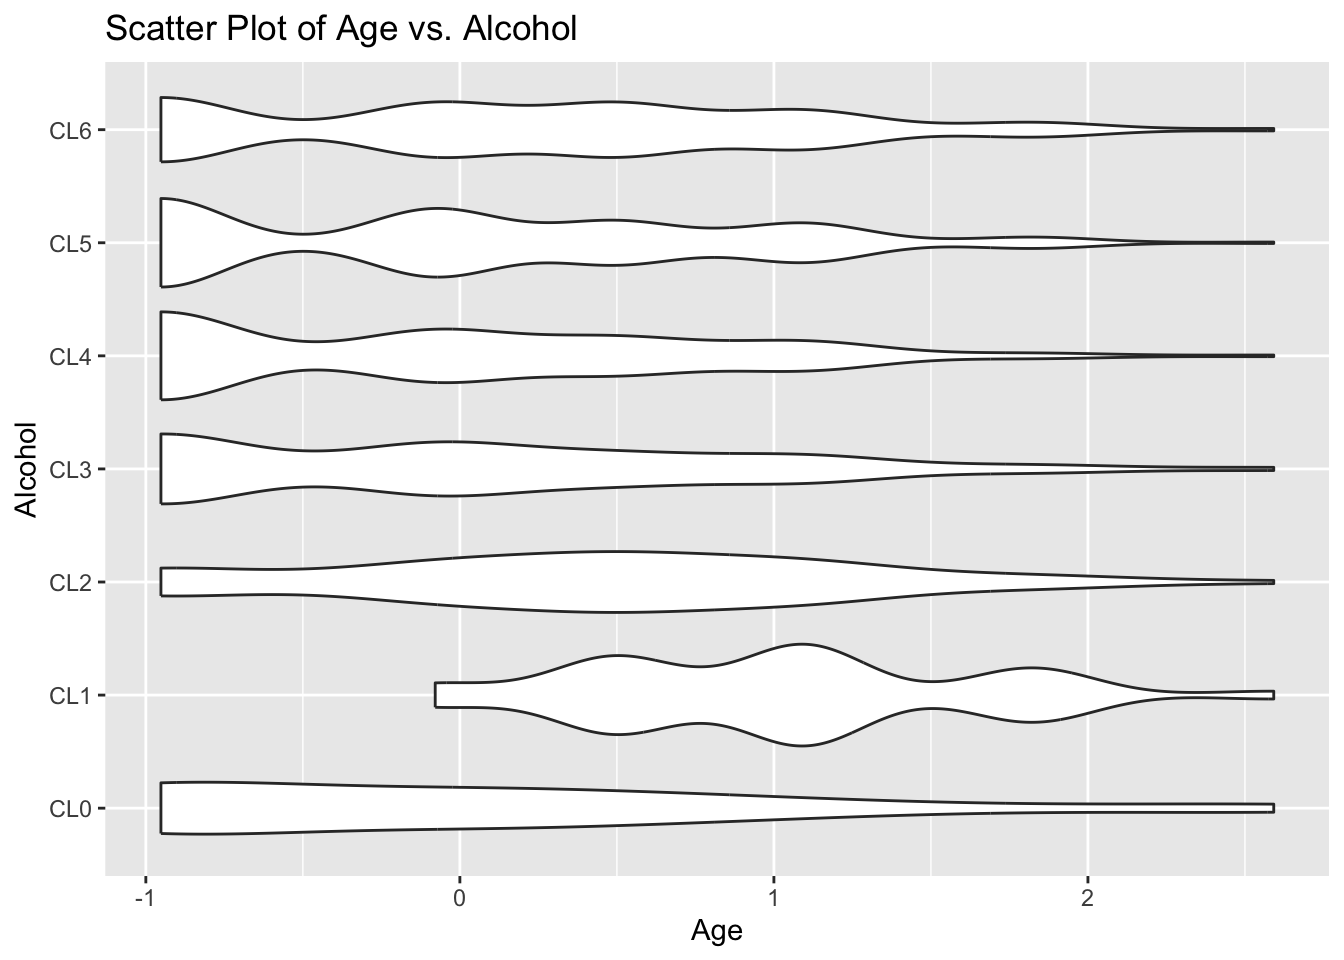 Scatter Plot of Age vs. Alcohol
CL6
CL5
CL4
CL3
CL2
CL1
CL0
Alcohol
-1 0 1 2
Age